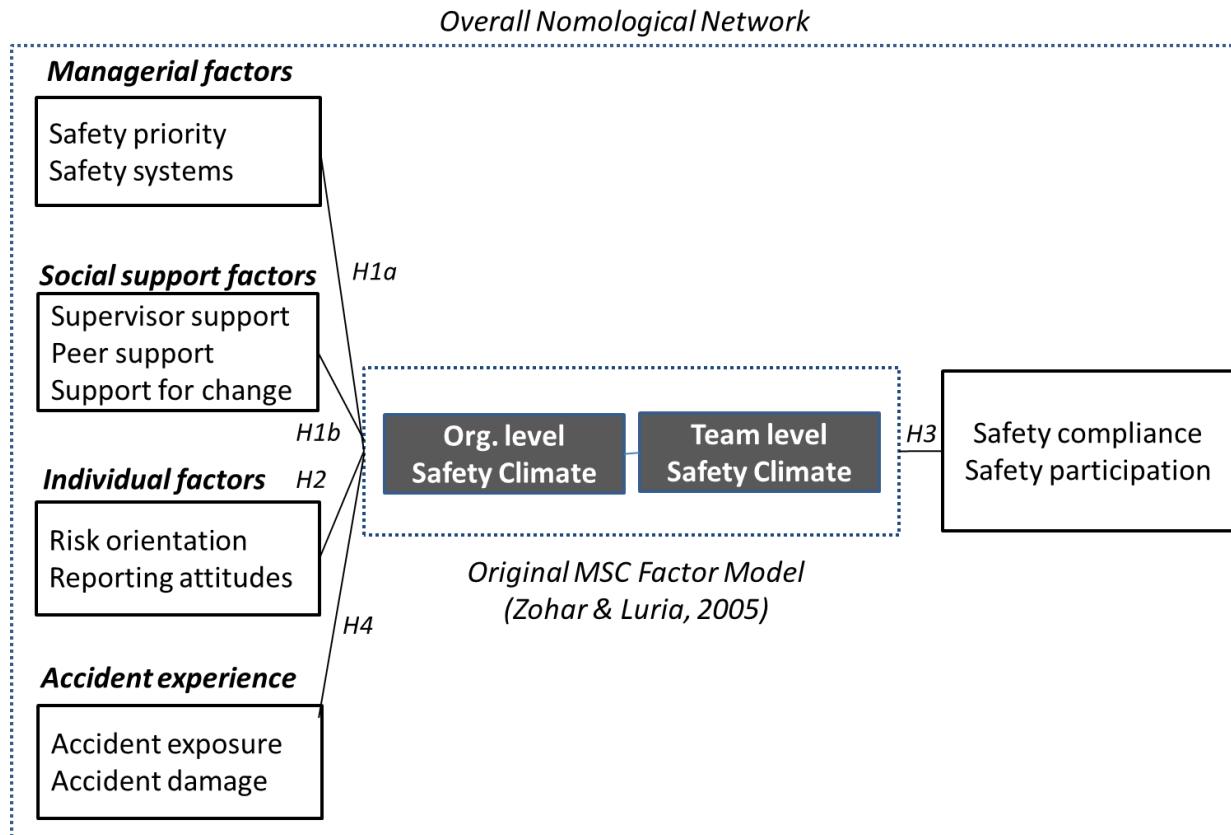 Overall Nomological Network
Managerial factors
Safety priority
Safety systems
H1a
Social support factors
Supervisor support
Peer support
Support for change
H1b
Individual factors
H2
Risk orientation
Reporting attitudes
H4
Accident experience
Accident exposure
Accident damage
Org. level
Safety Climate
Team level
Safety Climate
Original MSC Factor Model
(Zohar & Luria, 2005)
H3
Safety compliance
Safety participation